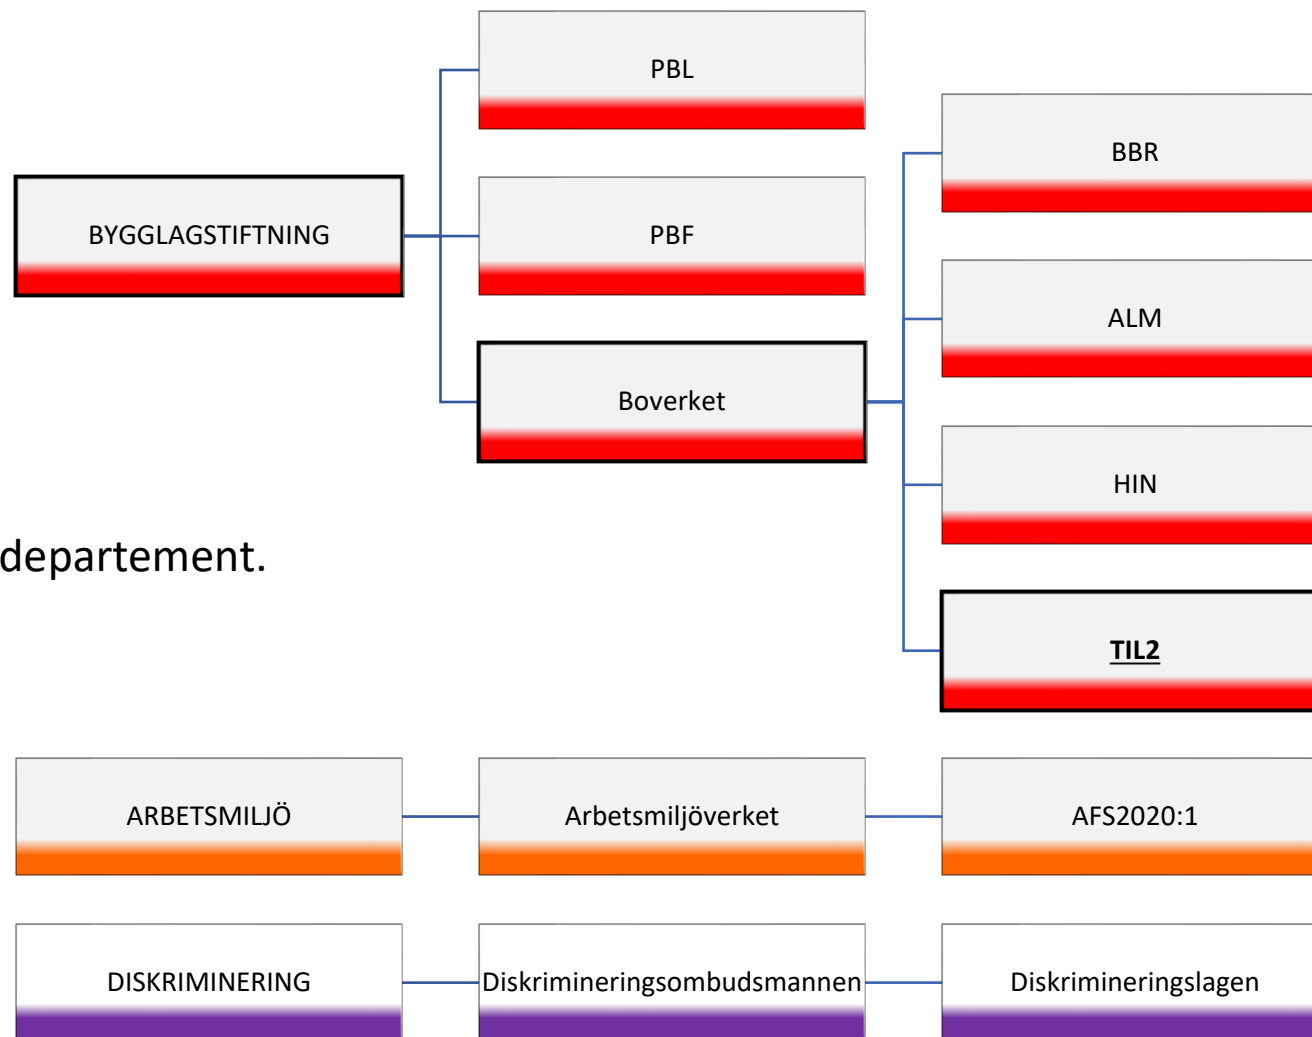 PBL
BBR
BYGGLAGSTIFTNING
PBF
ALM
Boverket
HIN
departement.
TIL2
ARBETSMILJÖ
Arbetsmiljöverket
AFS2020:1
DISKRIMINERING
Diskrimineringsombudsmannen
Diskrimineringslagen